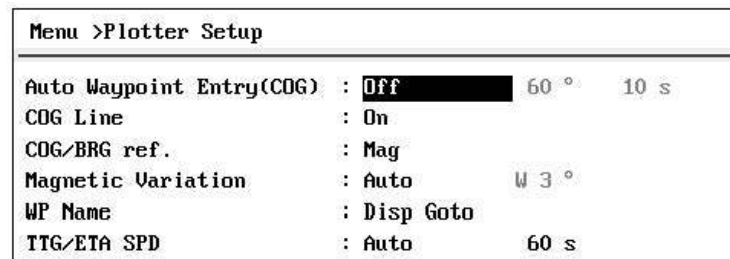 Menu >Plotter Setup
Auto Waypoint Entry(COG) : Off 60 ° 10 s
COG Line : On
COG/BRG ref. : Mag
Magnetic Variation : Auto W 3 °
WP Name : Disp Goto
TTG/ETA SPD : Auto 60 s